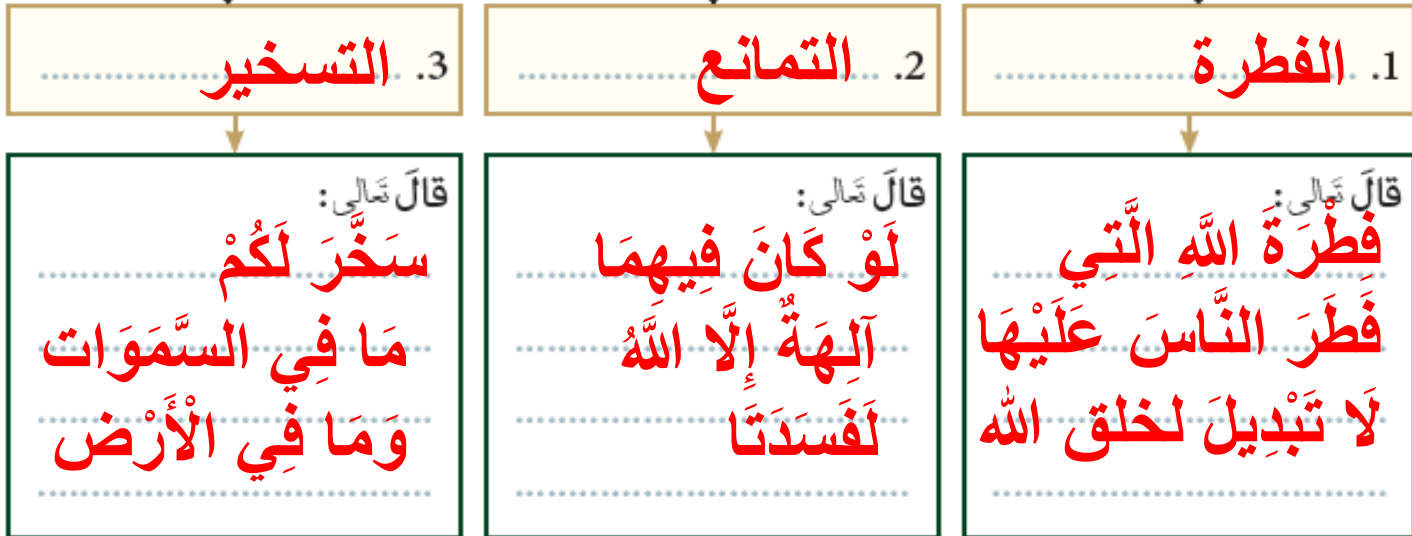 1. الفطرة
قالَ تَعالى:
فِطْرَةَ اللَّهِ الَّتِي
فَطَرَ النَّاسَ عَلَيْهَا
لَا تَبْدِيلَ لخلق الله
2. التمانع
قالَ تَعالى:
لَوْ كَانَ فِيهِمَا
آلِهَةٌ إِلَّا اللَّهُ
لَفَسَدَتَا
3. التسخير
قالَ تَعالى:
سَخَّرَ لَكُمْ
مَا فِي السَّمَوَات
وَمَا فِي الْأَرْض